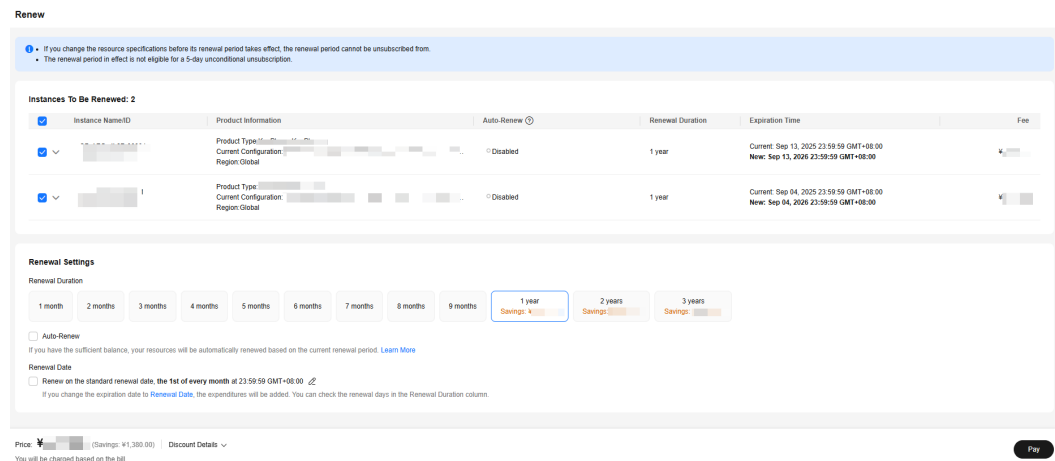 Renew
If you change the resource specifications before its renewal period takes effect, the renewal period cannot be unsubscribed from.
The renewal period in effect is not eligible for a 5-day unconditional unsubscription.
Instances To Be Renewed: 2
Instance Name/ID Product Information Auto-Renew Renewal Duration Expiration Time Fee
Product Type:
Current Configuration: ..
Region:Global
Disabled
1 year
Current: Sep 13, 2025 23:59:59 GMT+08:00
New: Sep 13, 2026 23:59:59 GMT+08:00
¥
Product Type:
Current Configuration: ..
Region:Global
Disabled
1 year
Current: Sep 04, 2025 23:59:59 GMT+08:00
New: Sep 04, 2026 23:59:59 GMT+08:00
¥
Renewal Settings
Renewal Duration
1 month 2 months 3 months 4 months 5 months 6 months 7 months 8 months 9 months 1 year 2 years 3 years
Savings: ¥ Savings: Savings:
Auto-Renew
If you have the sufficient balance, your resources will be automatically renewed based on the current renewal period. Learn More
Renewal Date
Renew on the standard renewal date, the 1st of every month at 23:59:59 GMT+08:00
If you change the expiration date to Renewal Date, the expenditures will be added. You can check the renewal days in the Renewal Duration column.
Price: ¥ (Savings: ¥1,380.00) Discount Details
You will be charged based on the bill
Pay